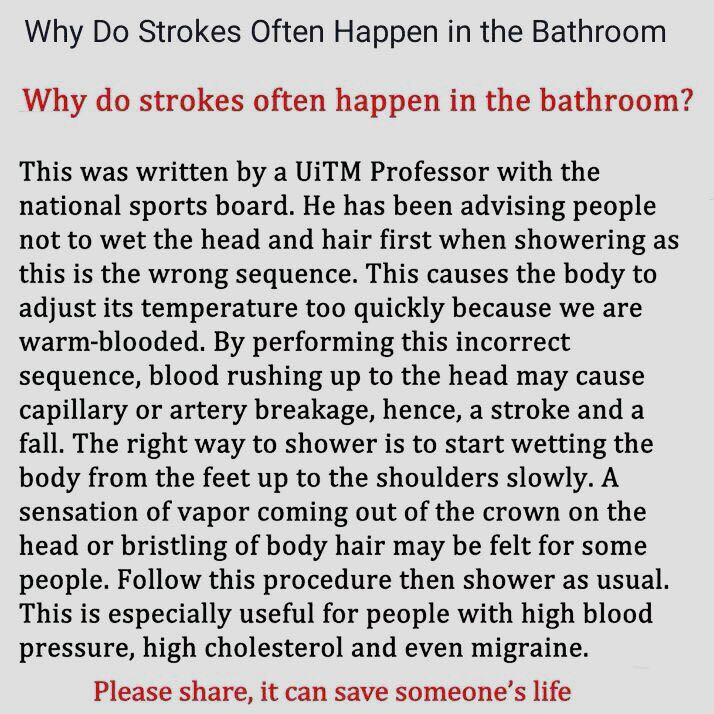 Why Do Strokes Often Happen in the Bathroom
Why do strokes often happen in the bathroom?
This was written by a UiTM Professor with the
national sports board. He has been advising people
not to wet the head and hair first when showering as
this is the wrong sequence. This causes the body to
adjust its temperature too quickly because we are
warm-blooded. By performing this incorrect
sequence, blood rushing up to the head may cause
capillary or artery breakage, hence, a stroke and a
fall. The right way to shower is to start wetting the
body from the feet up to the shoulders slowly. A
sensation of vapor coming out of the crown on the
head or bristling of body hair may be felt for some
people. Follow this procedure then shower as usual.
This is especially useful for people with high blood
pressure, high cholesterol and even migraine.
Please share, it can save someone's life